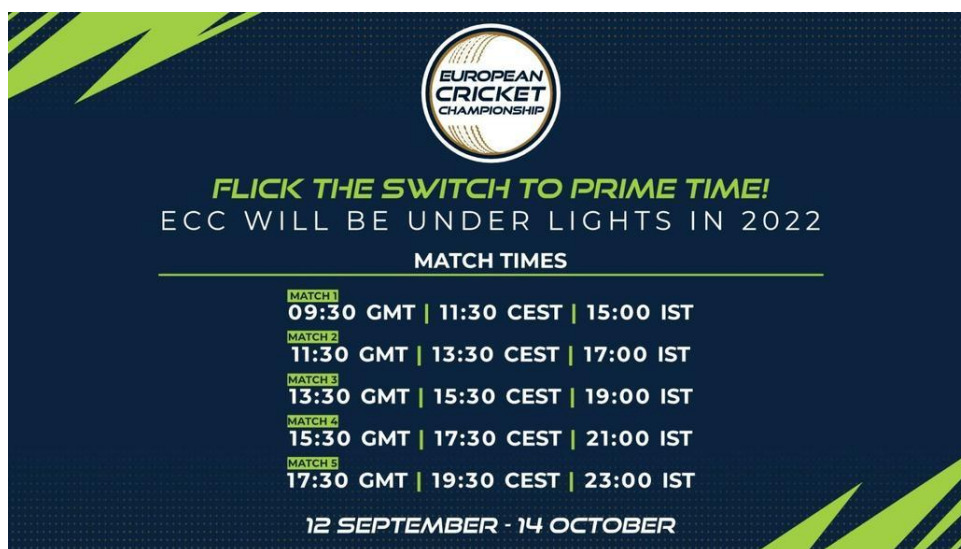 EUROPEAN
CRICKET
CHAMPIONSHIP
FLICK THE SWITCH TO PRIME TIME!
ECC WILL BE UNDER LIGHTS IN 2022
MATCH TIMES
MATCH 1
09:30 GMT | 11:30 CEST | 15:00 IST
MATCH 2
11:30 GMT | 13:30 CEST | 17:00 IST
MATCH 3
13:30 GMT | 15:30 CEST | 19:00 IST
MATCH 4
15:30 GMT | 17:30 CEST | 21:00 IST
MATCH 5
17:30 GMT | 19:30 CEST | 23:00 IST
12 SEPTEMBER - 14 OCTOBER